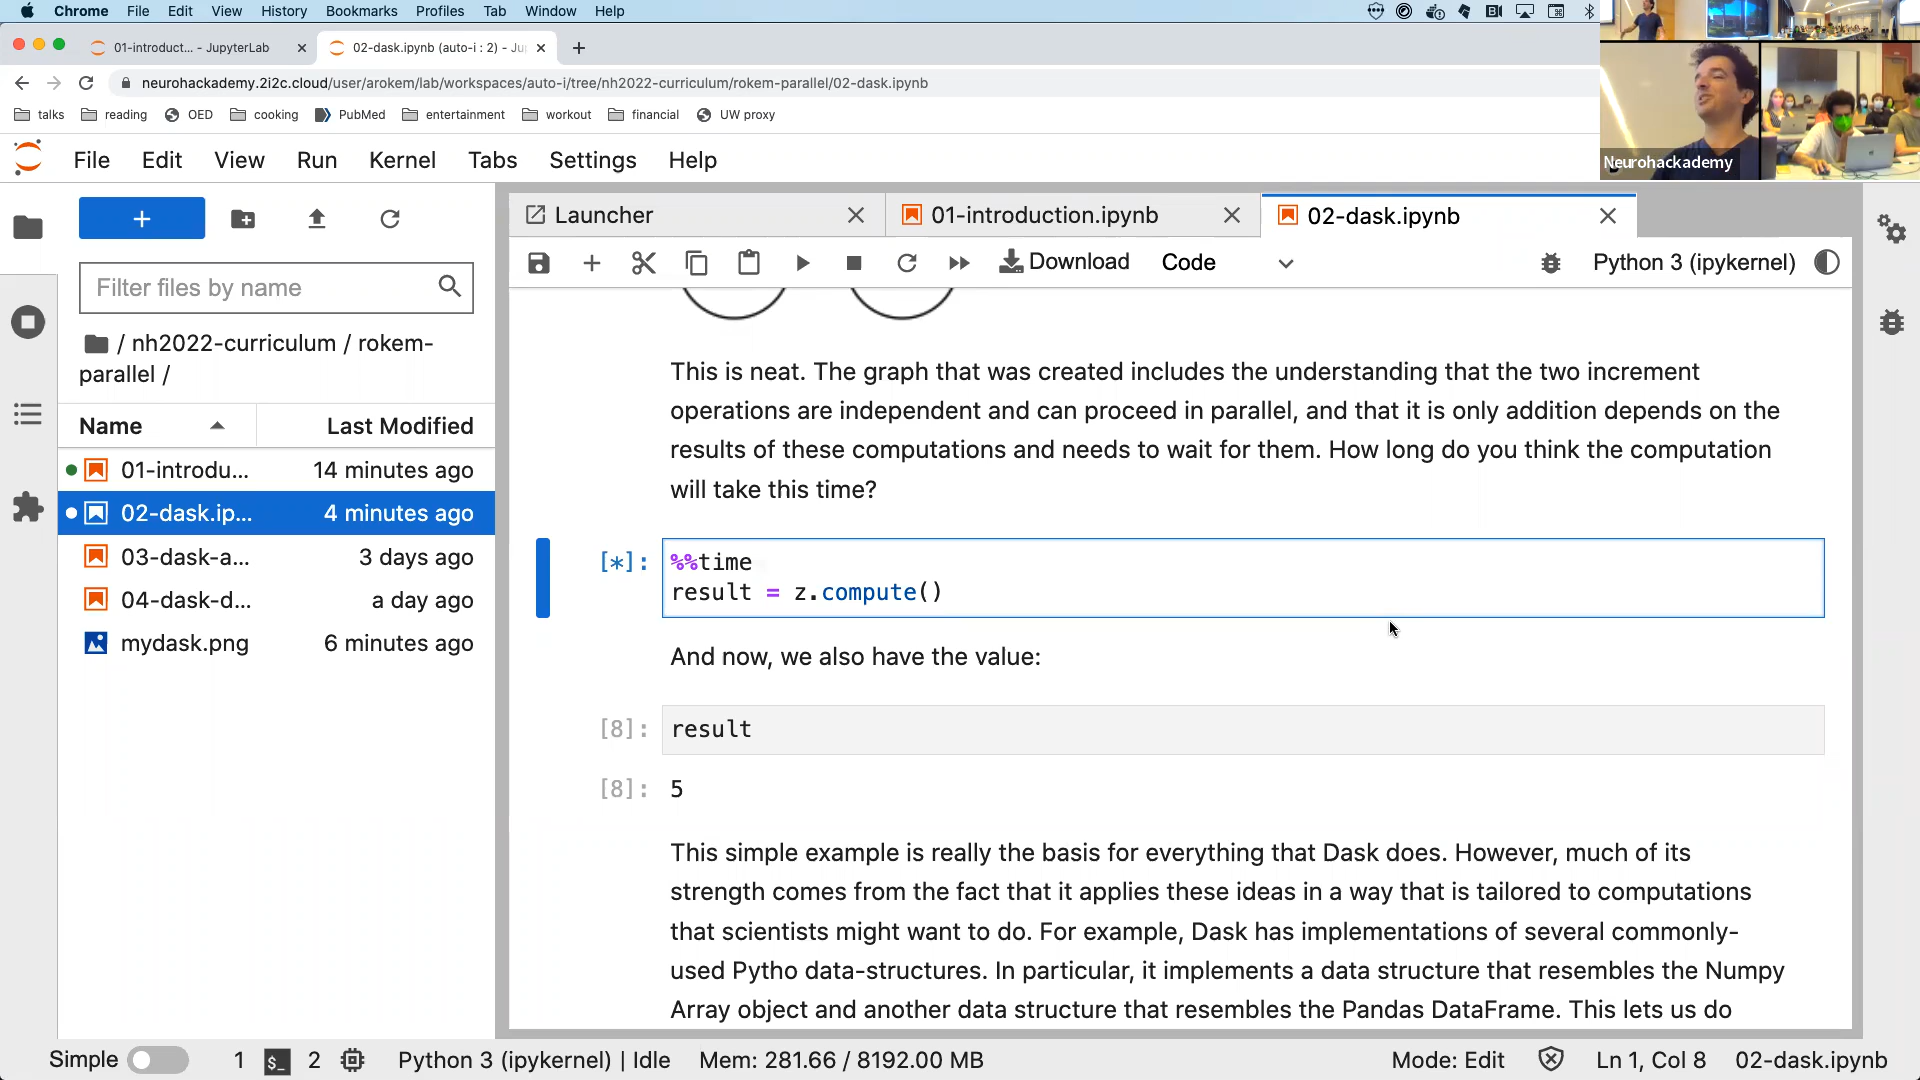 Chrome File Edit View History Bookmarks Profiles Tab Window Help
01-introduct... - JupyterLab
02-dask.ipynb (auto-i : 2) - Ju
neurohackademy.2i2c.cloud/user/arokem/lab/workspaces/auto-i/tree/nh2022-curriculum/rokem-parallel/02-dask.ipynb
talks reading OED cooking PubMed entertainment workout financial UW proxy
Neurohackademy
File Edit View Run Kernel Tabs Settings Help
Launcher
01-introduction.ipynb
02-dask.ipynb
Download Code Python 3 (ipykernel)
Filter files by name
/ nh2022-curriculum / rokem-
parallel /
Name Last Modified
01-introdu... 14 minutes ago
02-dask.ip... 4 minutes ago
03-dask-a... 3 days ago
04-dask-d... a day ago
mydask.png 6 minutes ago
This is neat. The graph that was created includes the understanding that the two increment
operations are independent and can proceed in parallel, and that it is only addition depends on the
results of these computations and needs to wait for them. How long do you think the computation
will take this time?
[*]: %%time
result = z.compute()
And now, we also have the value:
[8]: result
[8]: 5
This simple example is really the basis for everything that Dask does. However, much of its
strength comes from the fact that it applies these ideas in a way that is tailored to computations
that scientists might want to do. For example, Dask has implementations of several commonly-
used Pytho data-structures. In particular, it implements a data structure that resembles the Numpy
Array object and another data structure that resembles the Pandas DataFrame. This lets us do
Simple 1 $_ 2 Python 3 (ipykernel) | Idle Mem: 281.66 / 8192.00 MB Mode: Edit Ln 1, Col 8 02-dask.ipynb